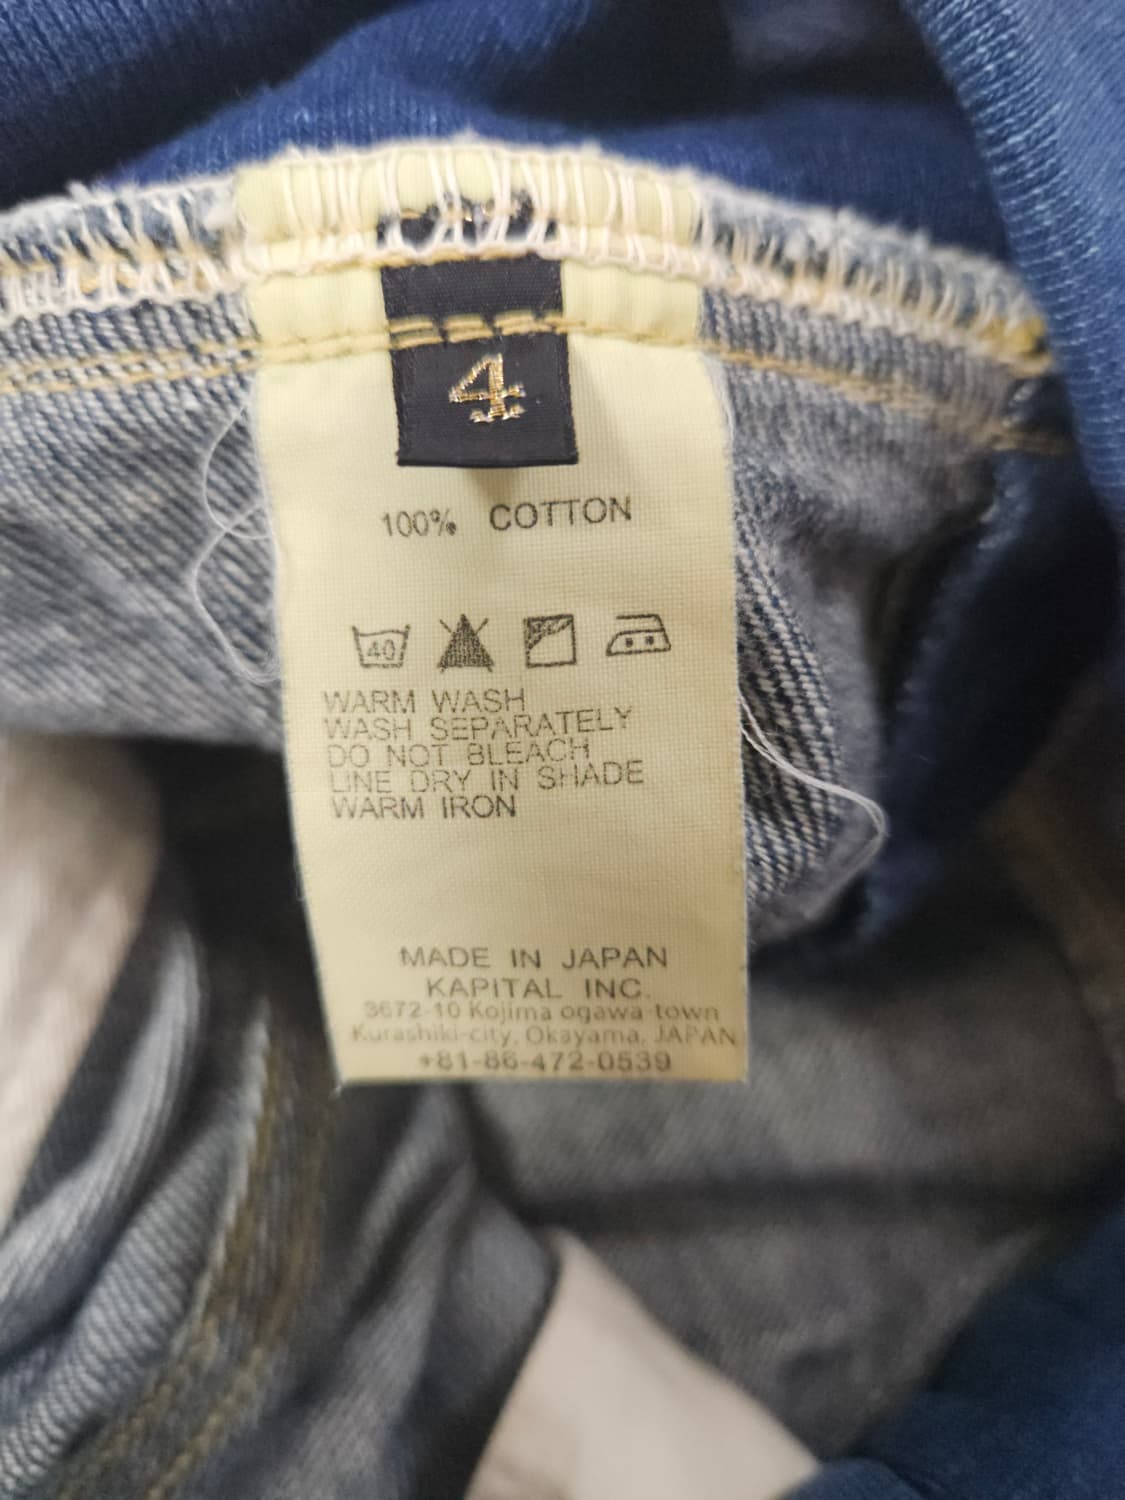 4
100% COTTON
40
WARM WASH
WASH SEPARATELY
DO NOT BLEACH
LINE DRY IN SHADE
WARM IRON
MADE IN JAPAN
KAPITAL INC.
3672-10 Kojima ogawa-town
Kurashiki-city, Okayama, JAPAN
+81-86-472-0539